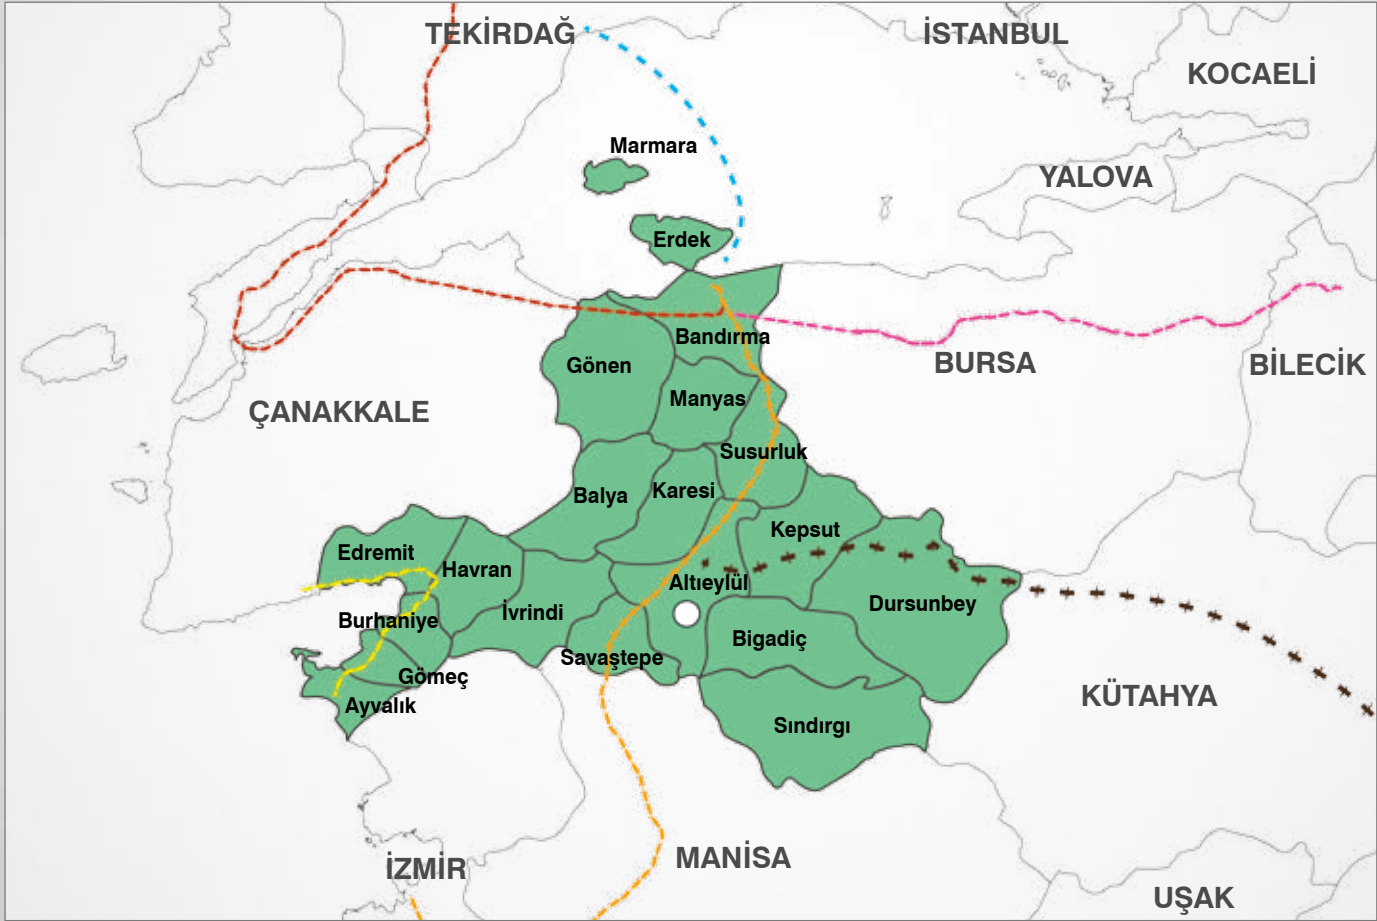 TEKİRDAĞ
İSTANBUL
KOCAELİ
Marmara
YALOVA
Erdek
Bandırma
Gönen
BURSA
BİLECİK
Manyas
ÇANAKKALE
Susurluk
Balya
Karesi
Kepsut
Edremit
Havran
Altıeylül
Dursunbey
İvrindi
Burhaniye
Bigadiç
Savaştepe
Gömeç
KÜTAHYA
Ayvalık
Sındırgı
MANİSA
İZMİR
UŞAK